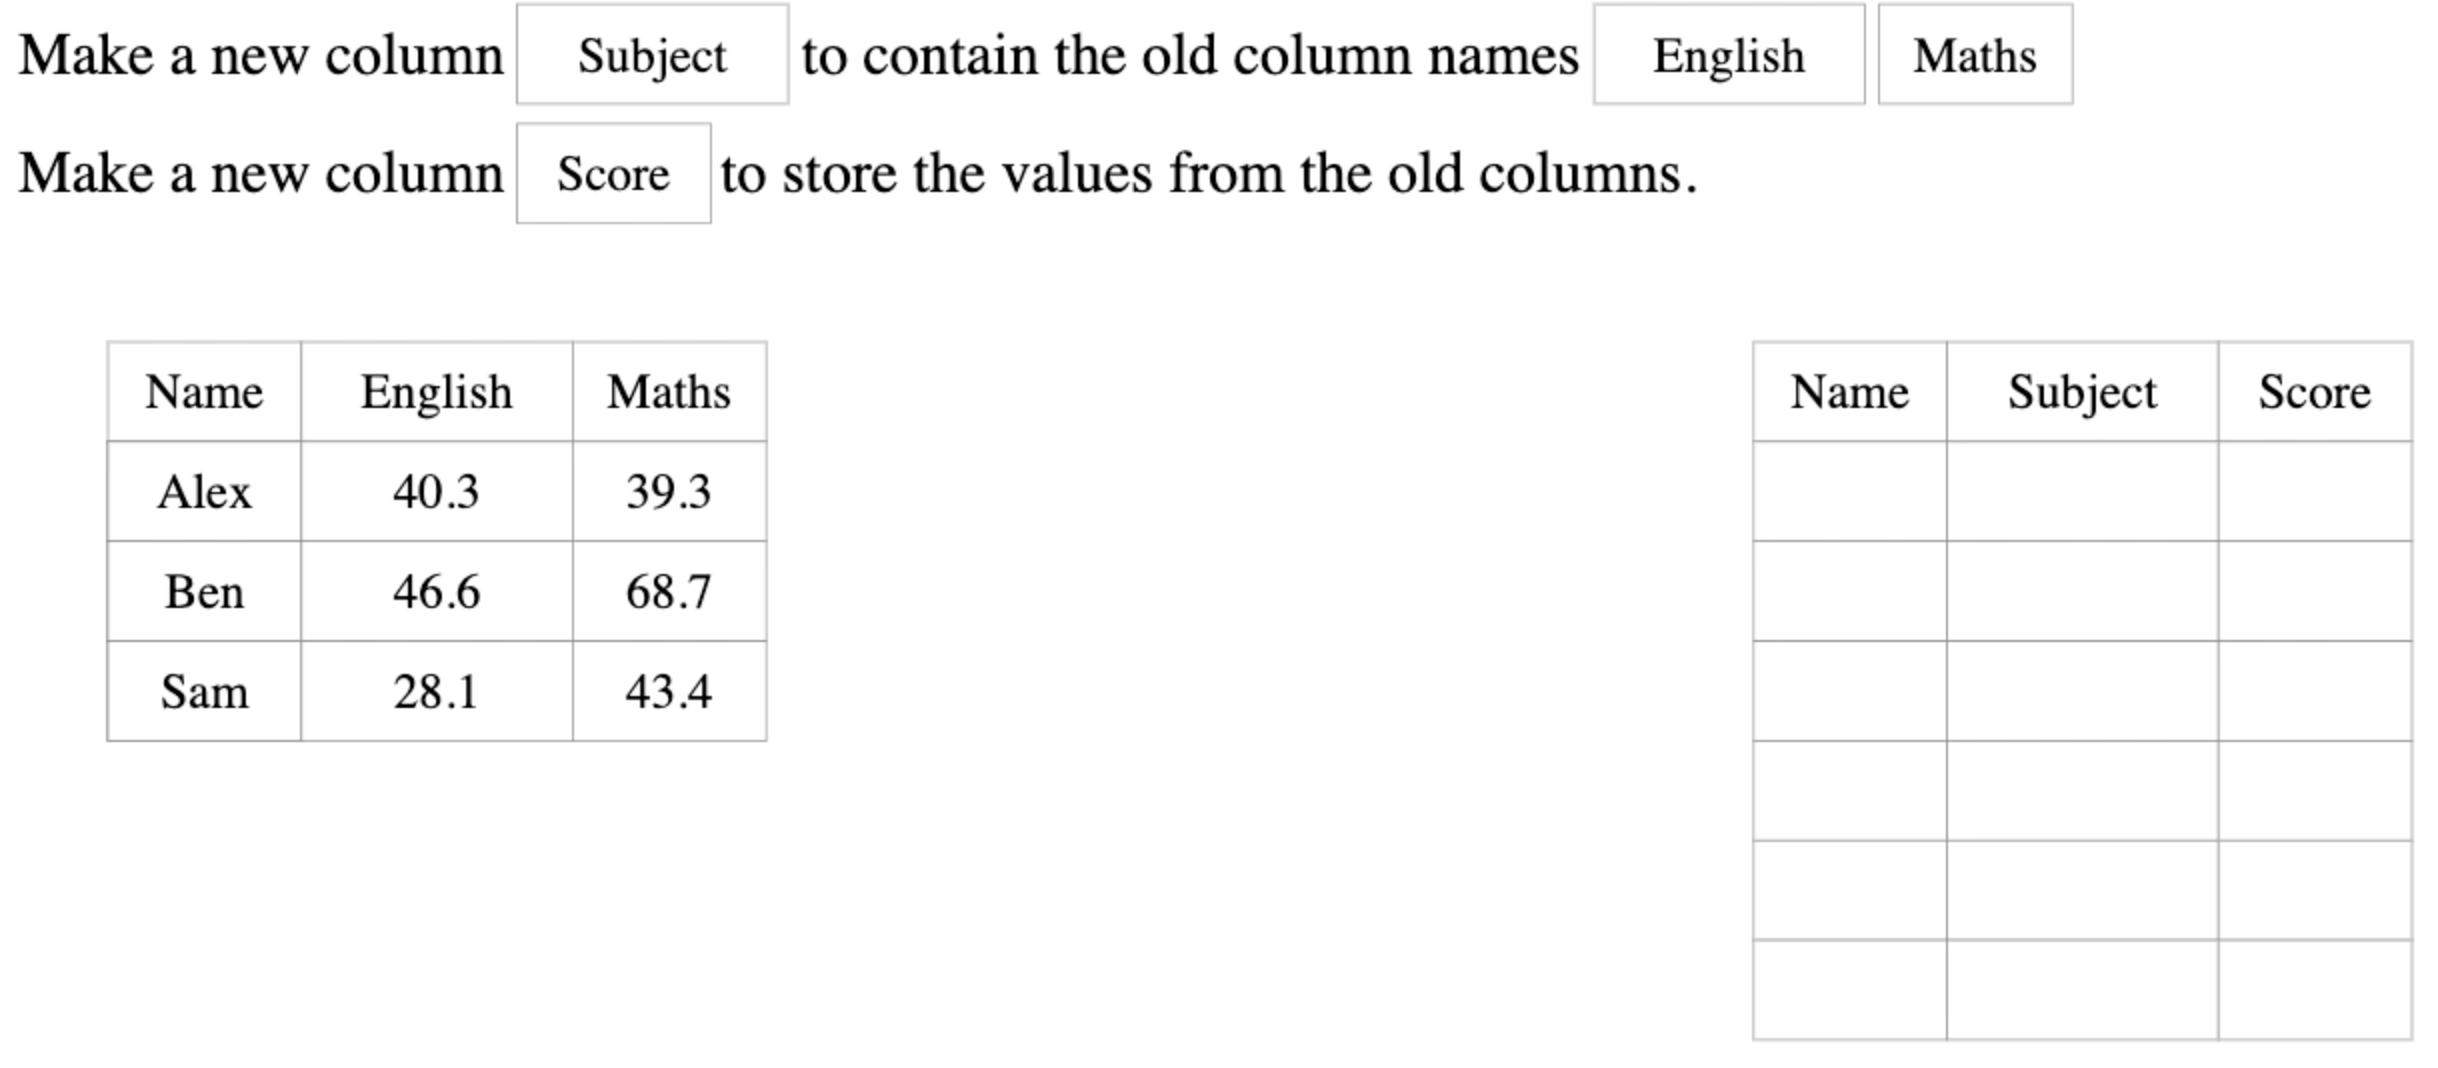 Make a new column Subject to contain the old column names English Maths
Make a new column Score to store the values from the old columns.
Name English Maths
Alex 40.3 39.3
Ben 46.6 68.7
Sam 28.1 43.4
Name Subject Score